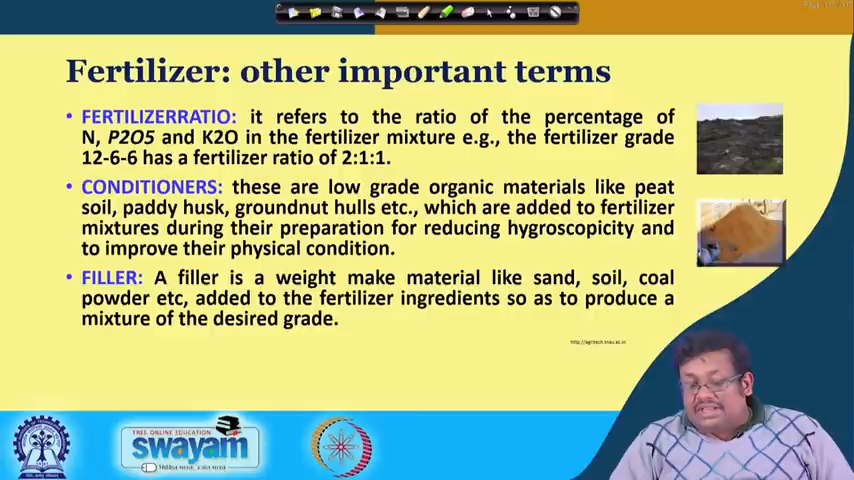 Fertilizer: other important terms
• FERTILIZERRATIO: it refers to the ratio of the percentage of
N, P2O5 and K2O in the fertilizer mixture e.g., the fertilizer grade
12-6-6 has a fertilizer ratio of 2:1:1.
• CONDITIONERS: these are low grade organic materials like peat
soil, paddy husk, groundnut hulls etc., which are added to fertilizer
mixtures during their preparation for reducing hygroscopicity and
to improve their physical condition.
• FILLER: A filler is a weight make material like sand, soil, coal
powder etc, added to the fertilizer ingredients so as to produce a
mixture of the desired grade.
http://agritech.tnau.ac.in
FREE ONLINE EDUCATION
swayam